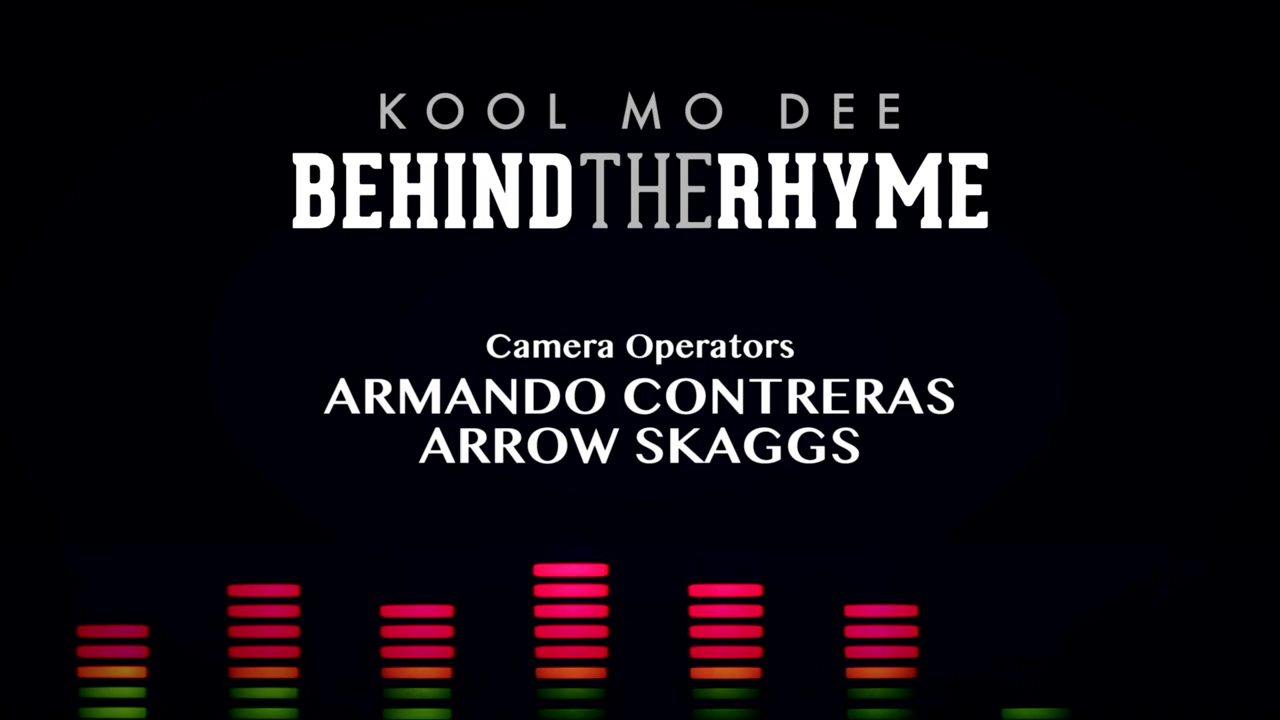 KOOL MO DEE
BEHINDTHERHYME
Camera Operators
ARMANDO CONTRERAS
ARROW SKAGGS